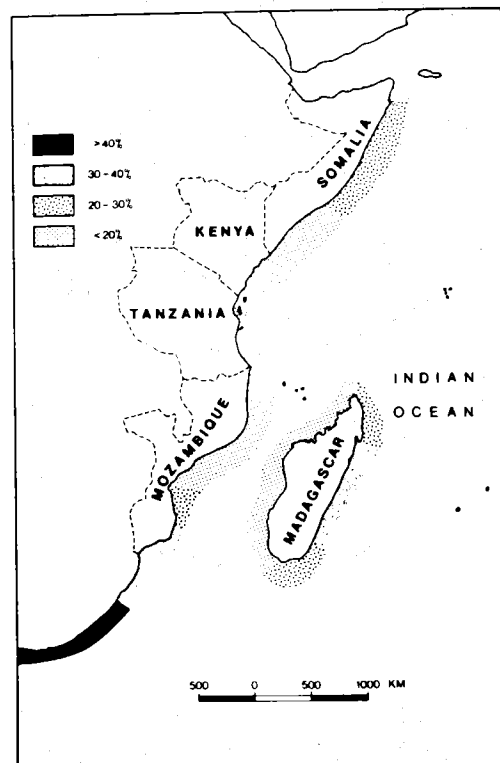 >40%
30–40%
20–30%
<20%
SOMALIA
KENYA
TANZANIA
INDIAN
OCEAN
MOZAMBIQUE
MADAGASCAR
500 0 500 1000 KM